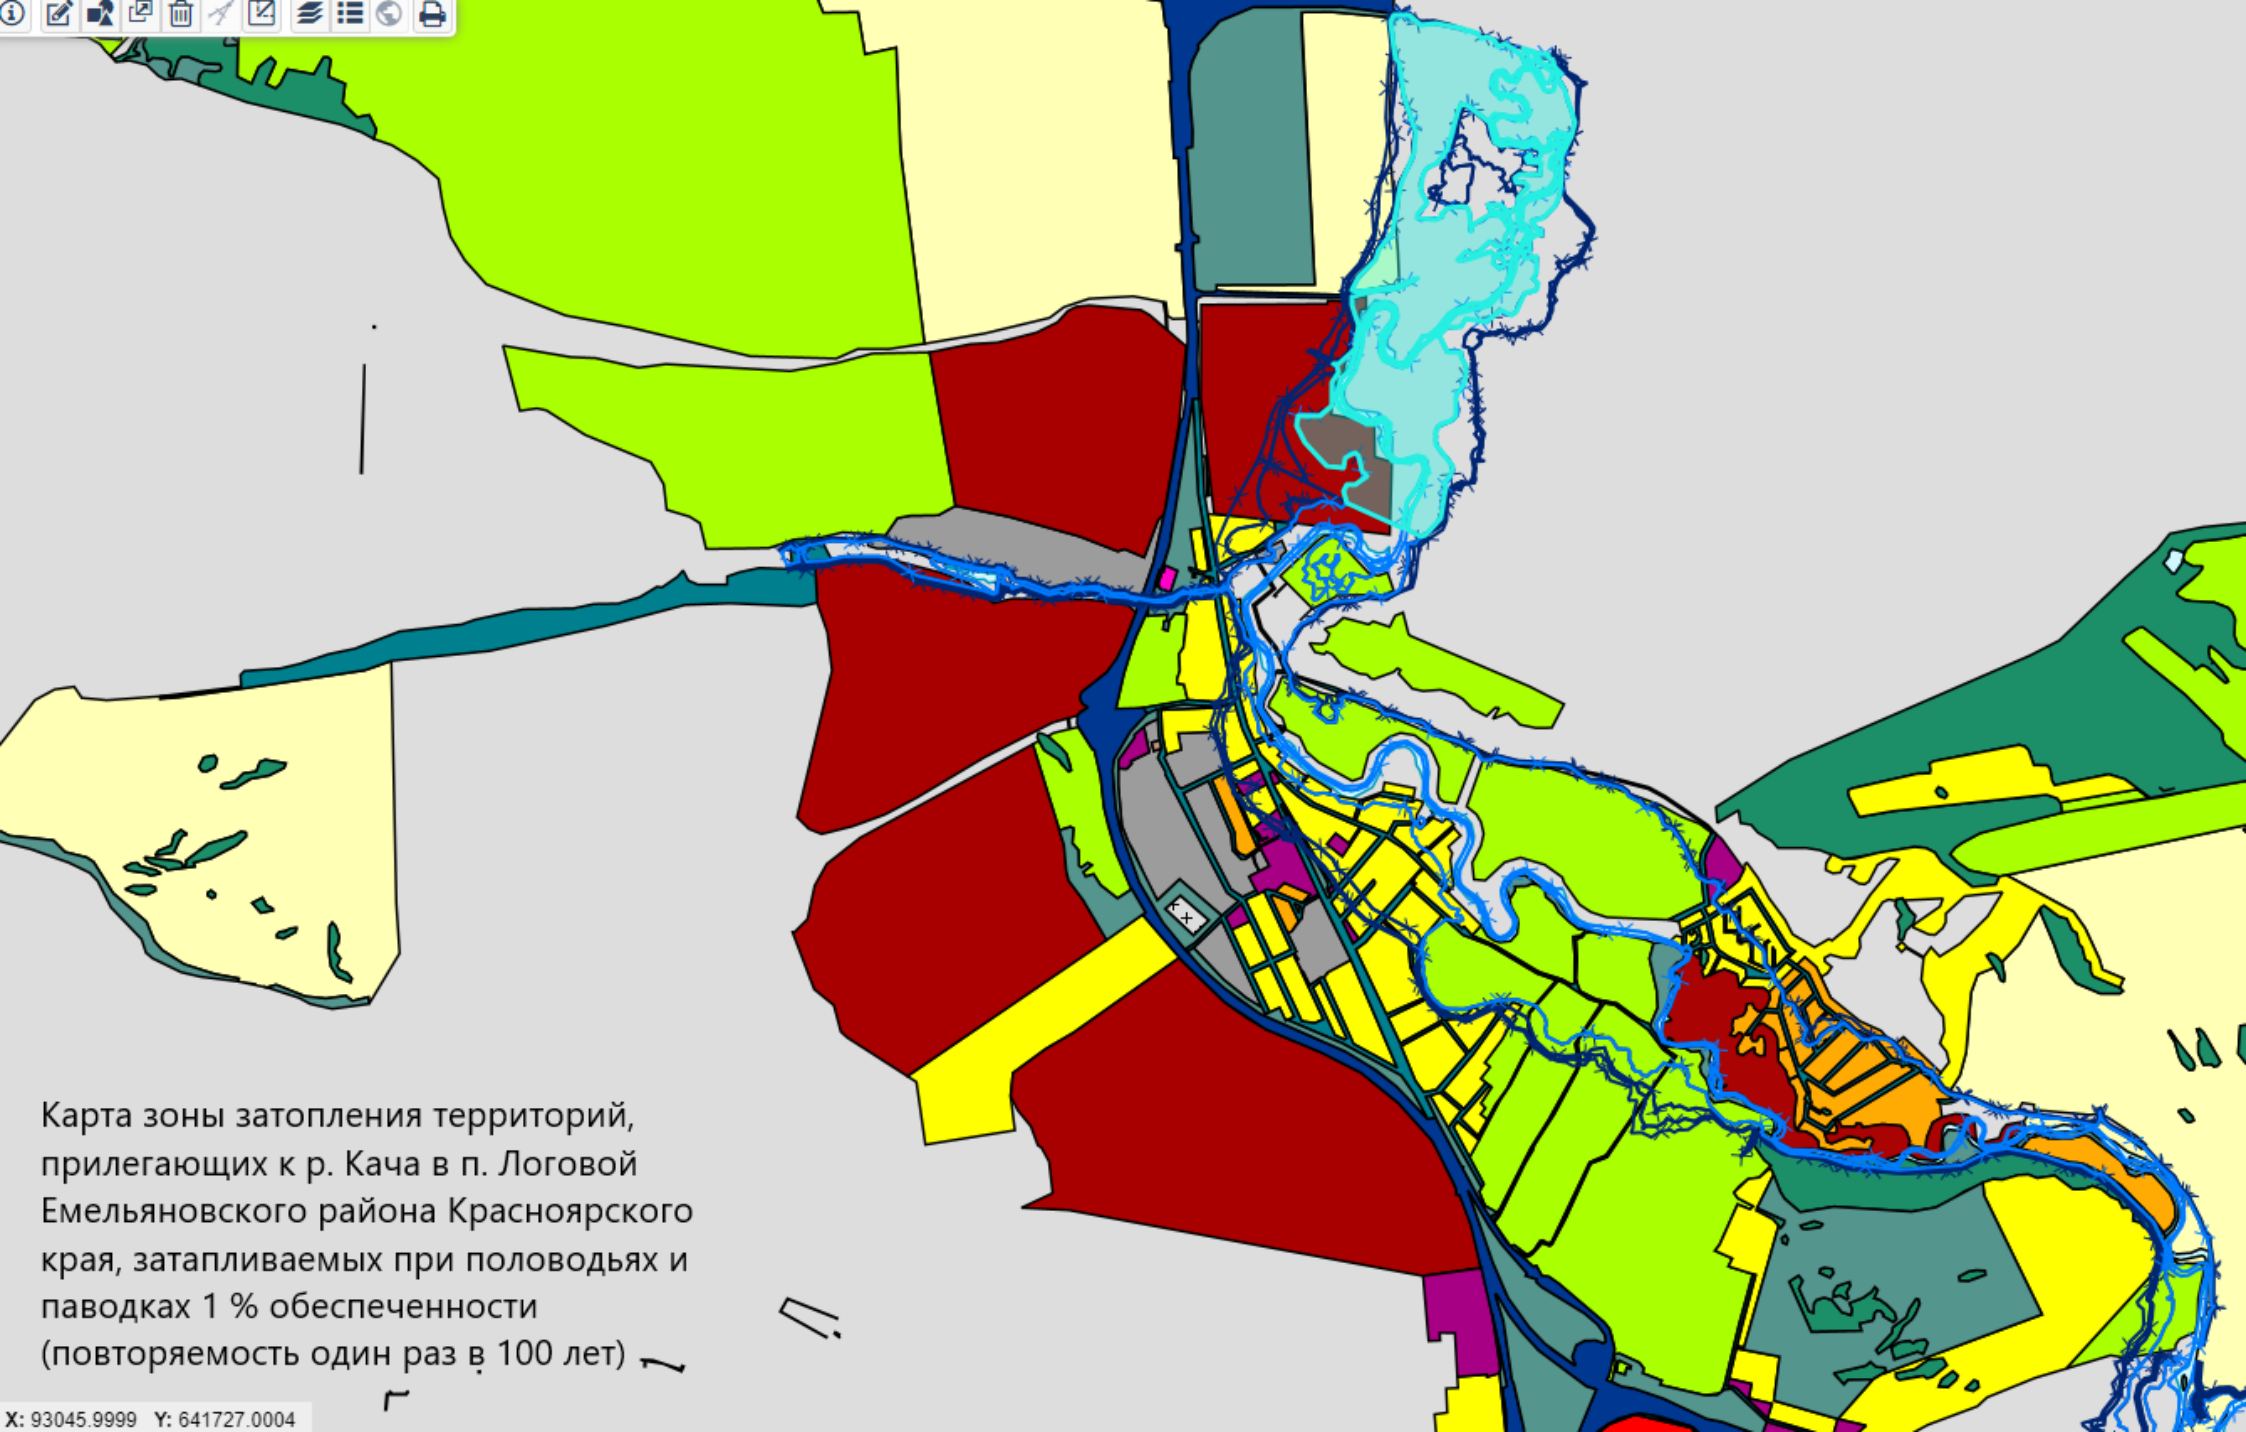 Карта зоны затопления территорий,
прилегающих к р. Кача в п. Логовой
Емельяновского района Красноярского
края, затапливаемых при половодьях и
паводках 1 % обеспеченности
(повторяемость один раз в 100 лет)
X: 93045.9999 Y: 641727.0004